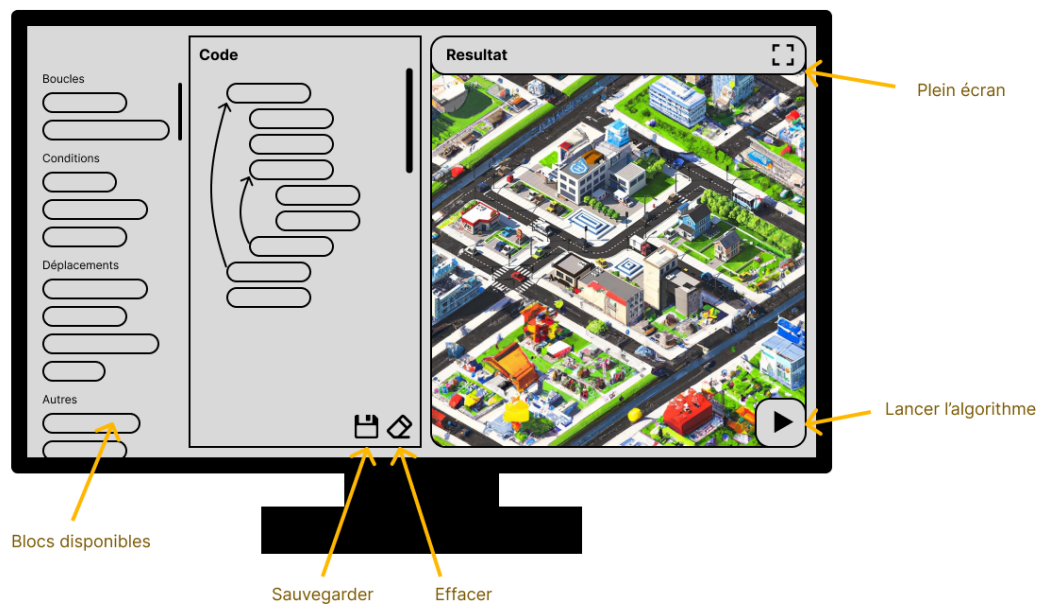 Boucles
Conditions
Déplacements
Autres
Code
Resultat
Plein écran
Lancer l'algorithme
Blocs disponibles
Sauvegarder
Effacer